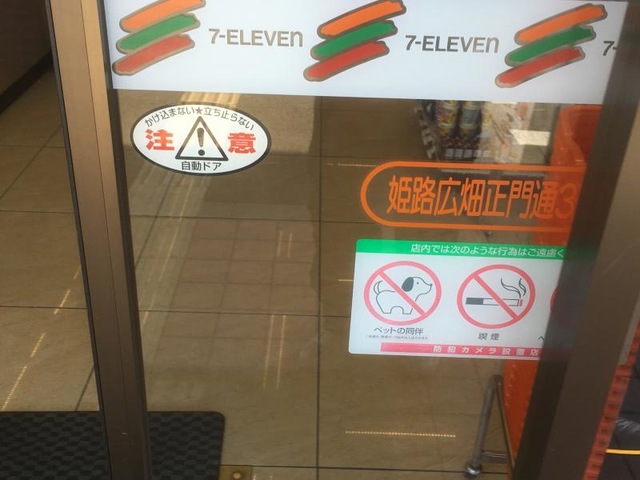 7-ELEVEn
7-ELEVEn
7-
かけ込まない★立ち止らない
注 意
自動ドア
姫路広畑正門通3
店内では次のような行為はご遠慮く
ペットの同伴
喫煙
防犯カメラ設置店